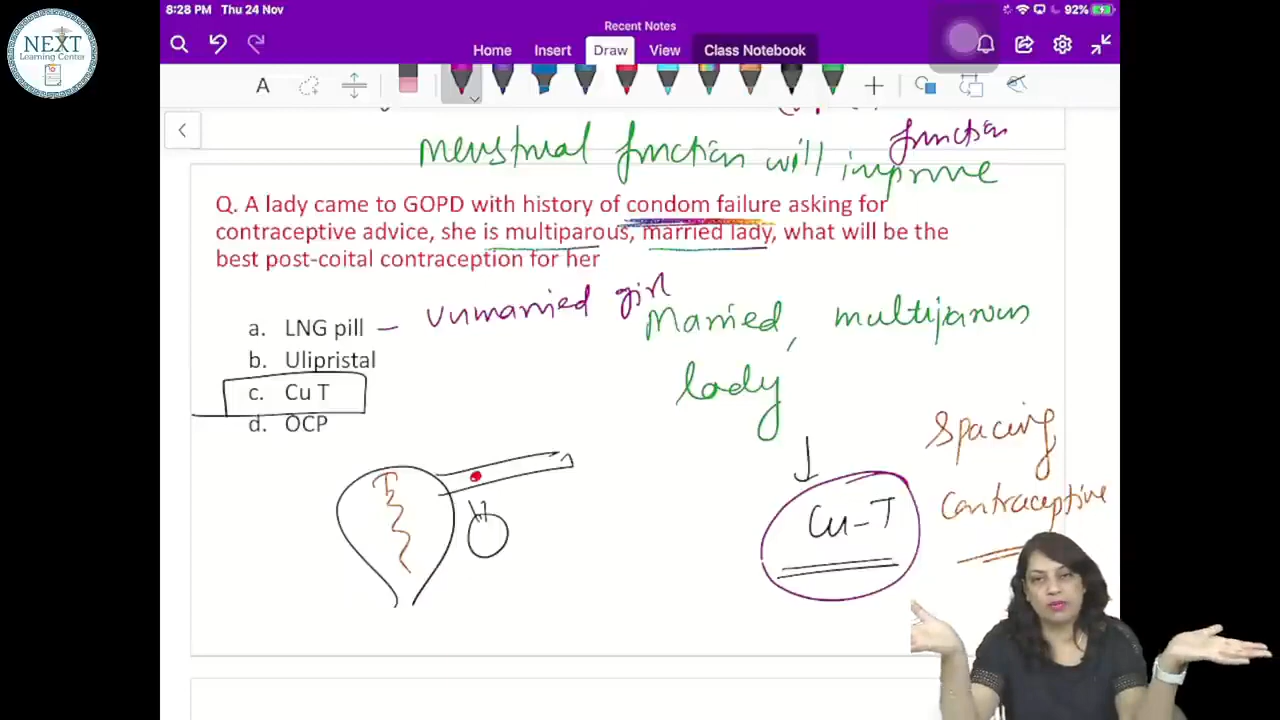 8:28 PM Thu 24 Nov
92%
NEXT
Learning Center
Recent Notes
Home Insert Draw View Class Notebook
A
function
menstrual function will improve
Q. A lady came to GOPD with history of condom failure asking for
contraceptive advice, she is multiparous, married lady, what will be the
best post-coital contraception for her
unmarried girl
a. LNG pill –
Married, multiparous
lady
b. Ulipristal
c. Cu T
d. OCP
Spacing
Contraceptive
Cu-T